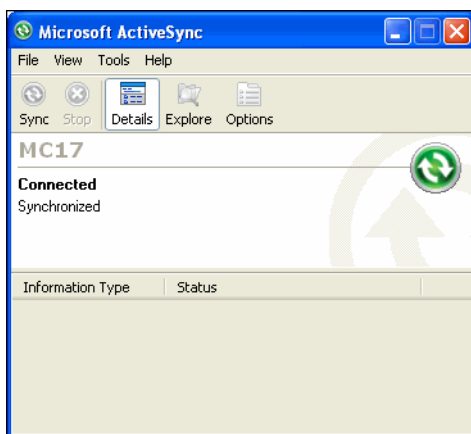 Microsoft ActiveSync
File View Tools Help
Sync Stop Details Explore Options
MC17
Connected
Synchronized
Information Type Status